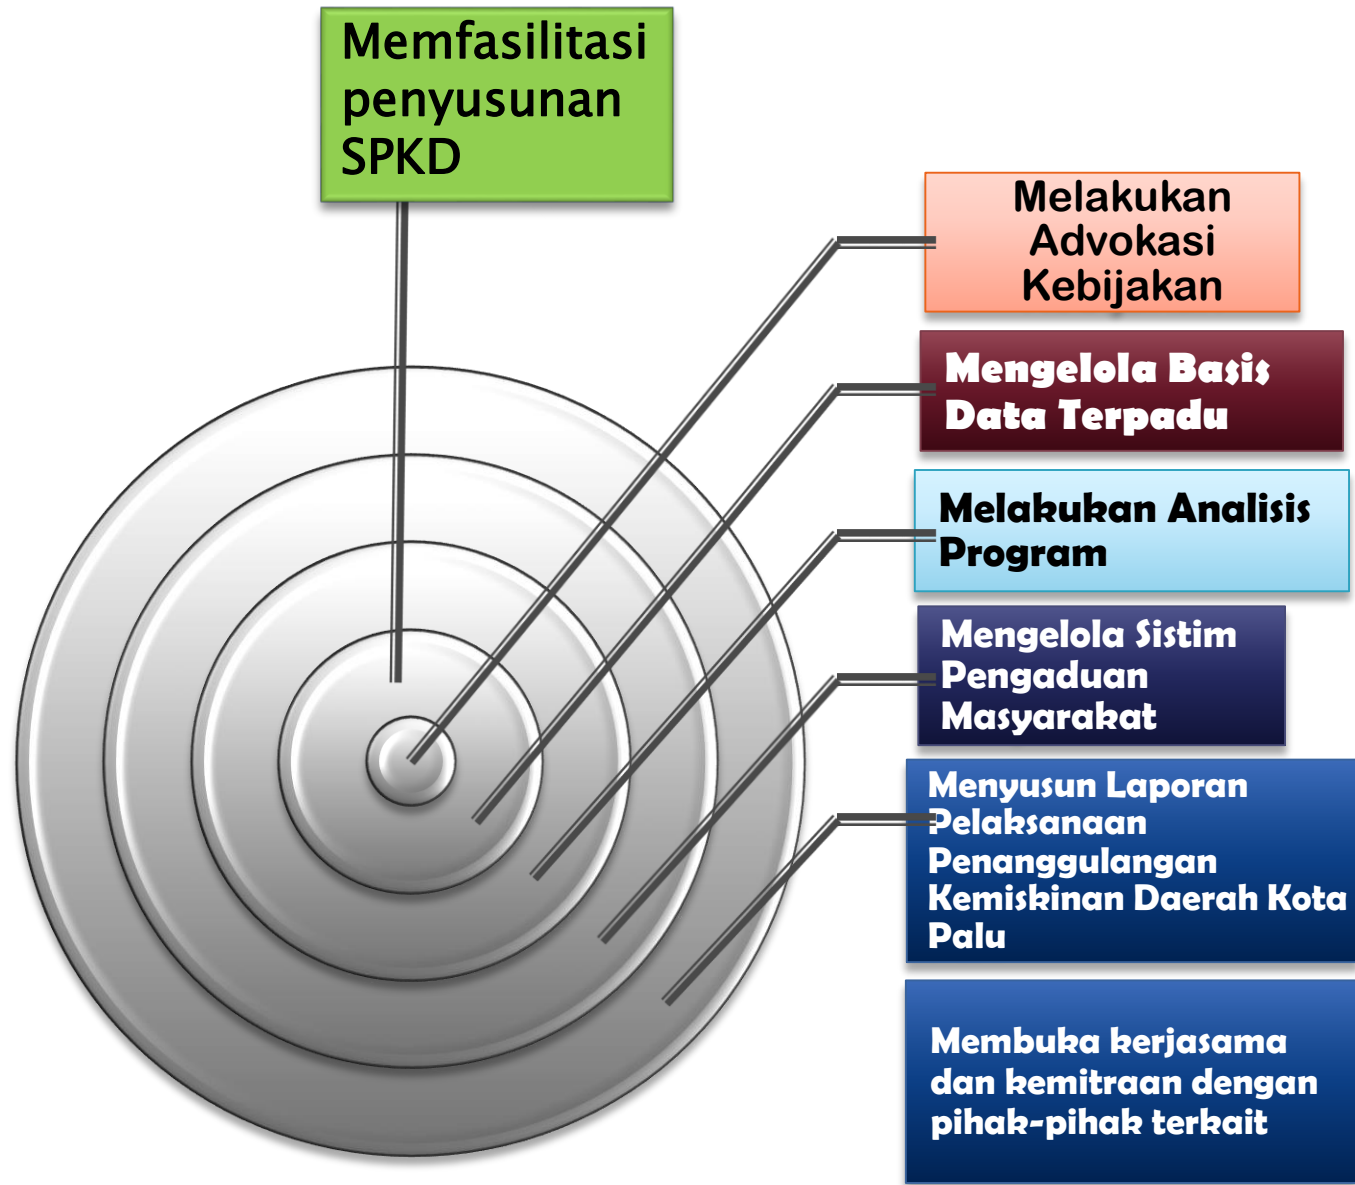 Memfasilitasi
penyusunan
SPKD
Melakukan
Advokasi
Kebijakan
Mengelola Basis
Data Terpadu
Melakukan Analisis
Program
Mengelola Sistim
Pengaduan
Masyarakat
Menyusun Laporan
Pelaksanaan
Penanggulangan
Kemiskinan Daerah Kota
Palu
Membuka kerjasama
dan kemitraan dengan
pihak-pihak terkait